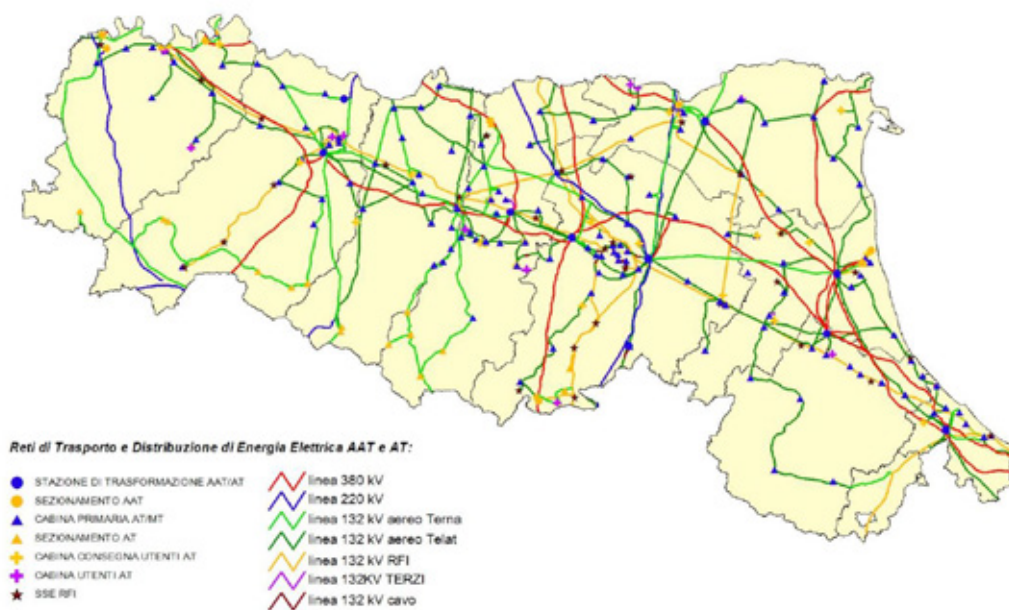 Reti di Trasporto e Distribuzione di Energia Elettrica AAT e AT:
STAZIONE DI TRASFORMAZIONE AAT/AT
SEZIONAMENTO AAT
CABINA PRIMARIA AT/MT
SEZIONAMENTO AT
CABINA CONSEGNA UTENTI AT
CABINA UTENTI AT
SSE RFI
linea 380 kV
linea 220 kV
linea 132 kV aereo Terna
linea 132 kV aereo Telat
linea 132 kV RFI
linea 132KV TERZI
linea 132 kV cavo